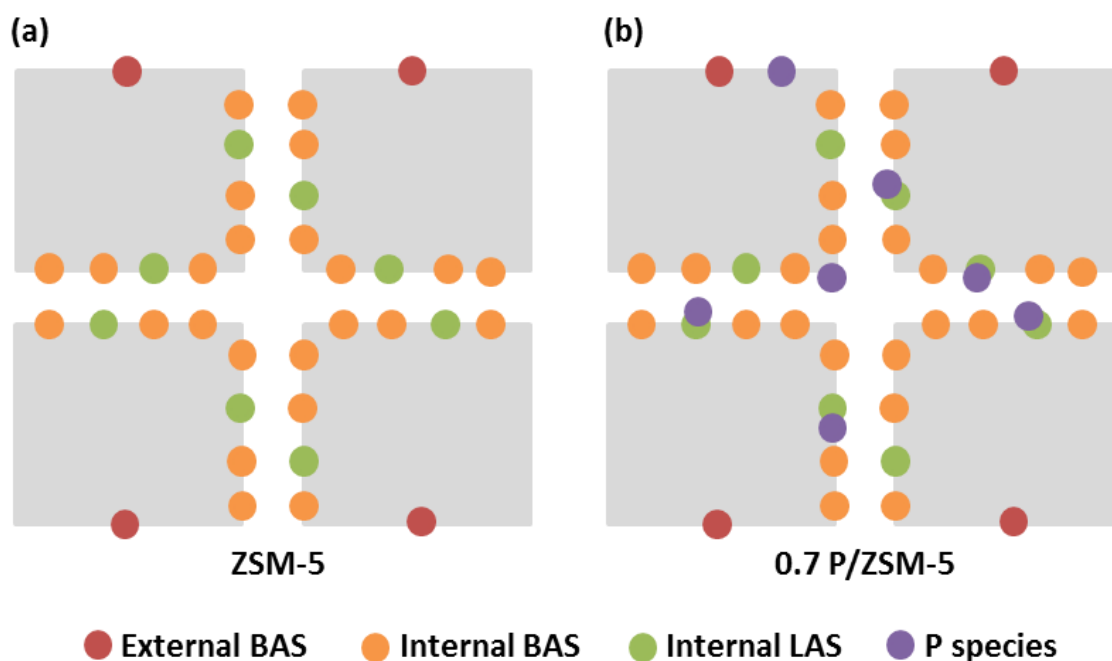 (a) (b)
ZSM-5 0.7 P/ZSM-5
External BAS Internal BAS Internal LAS P species